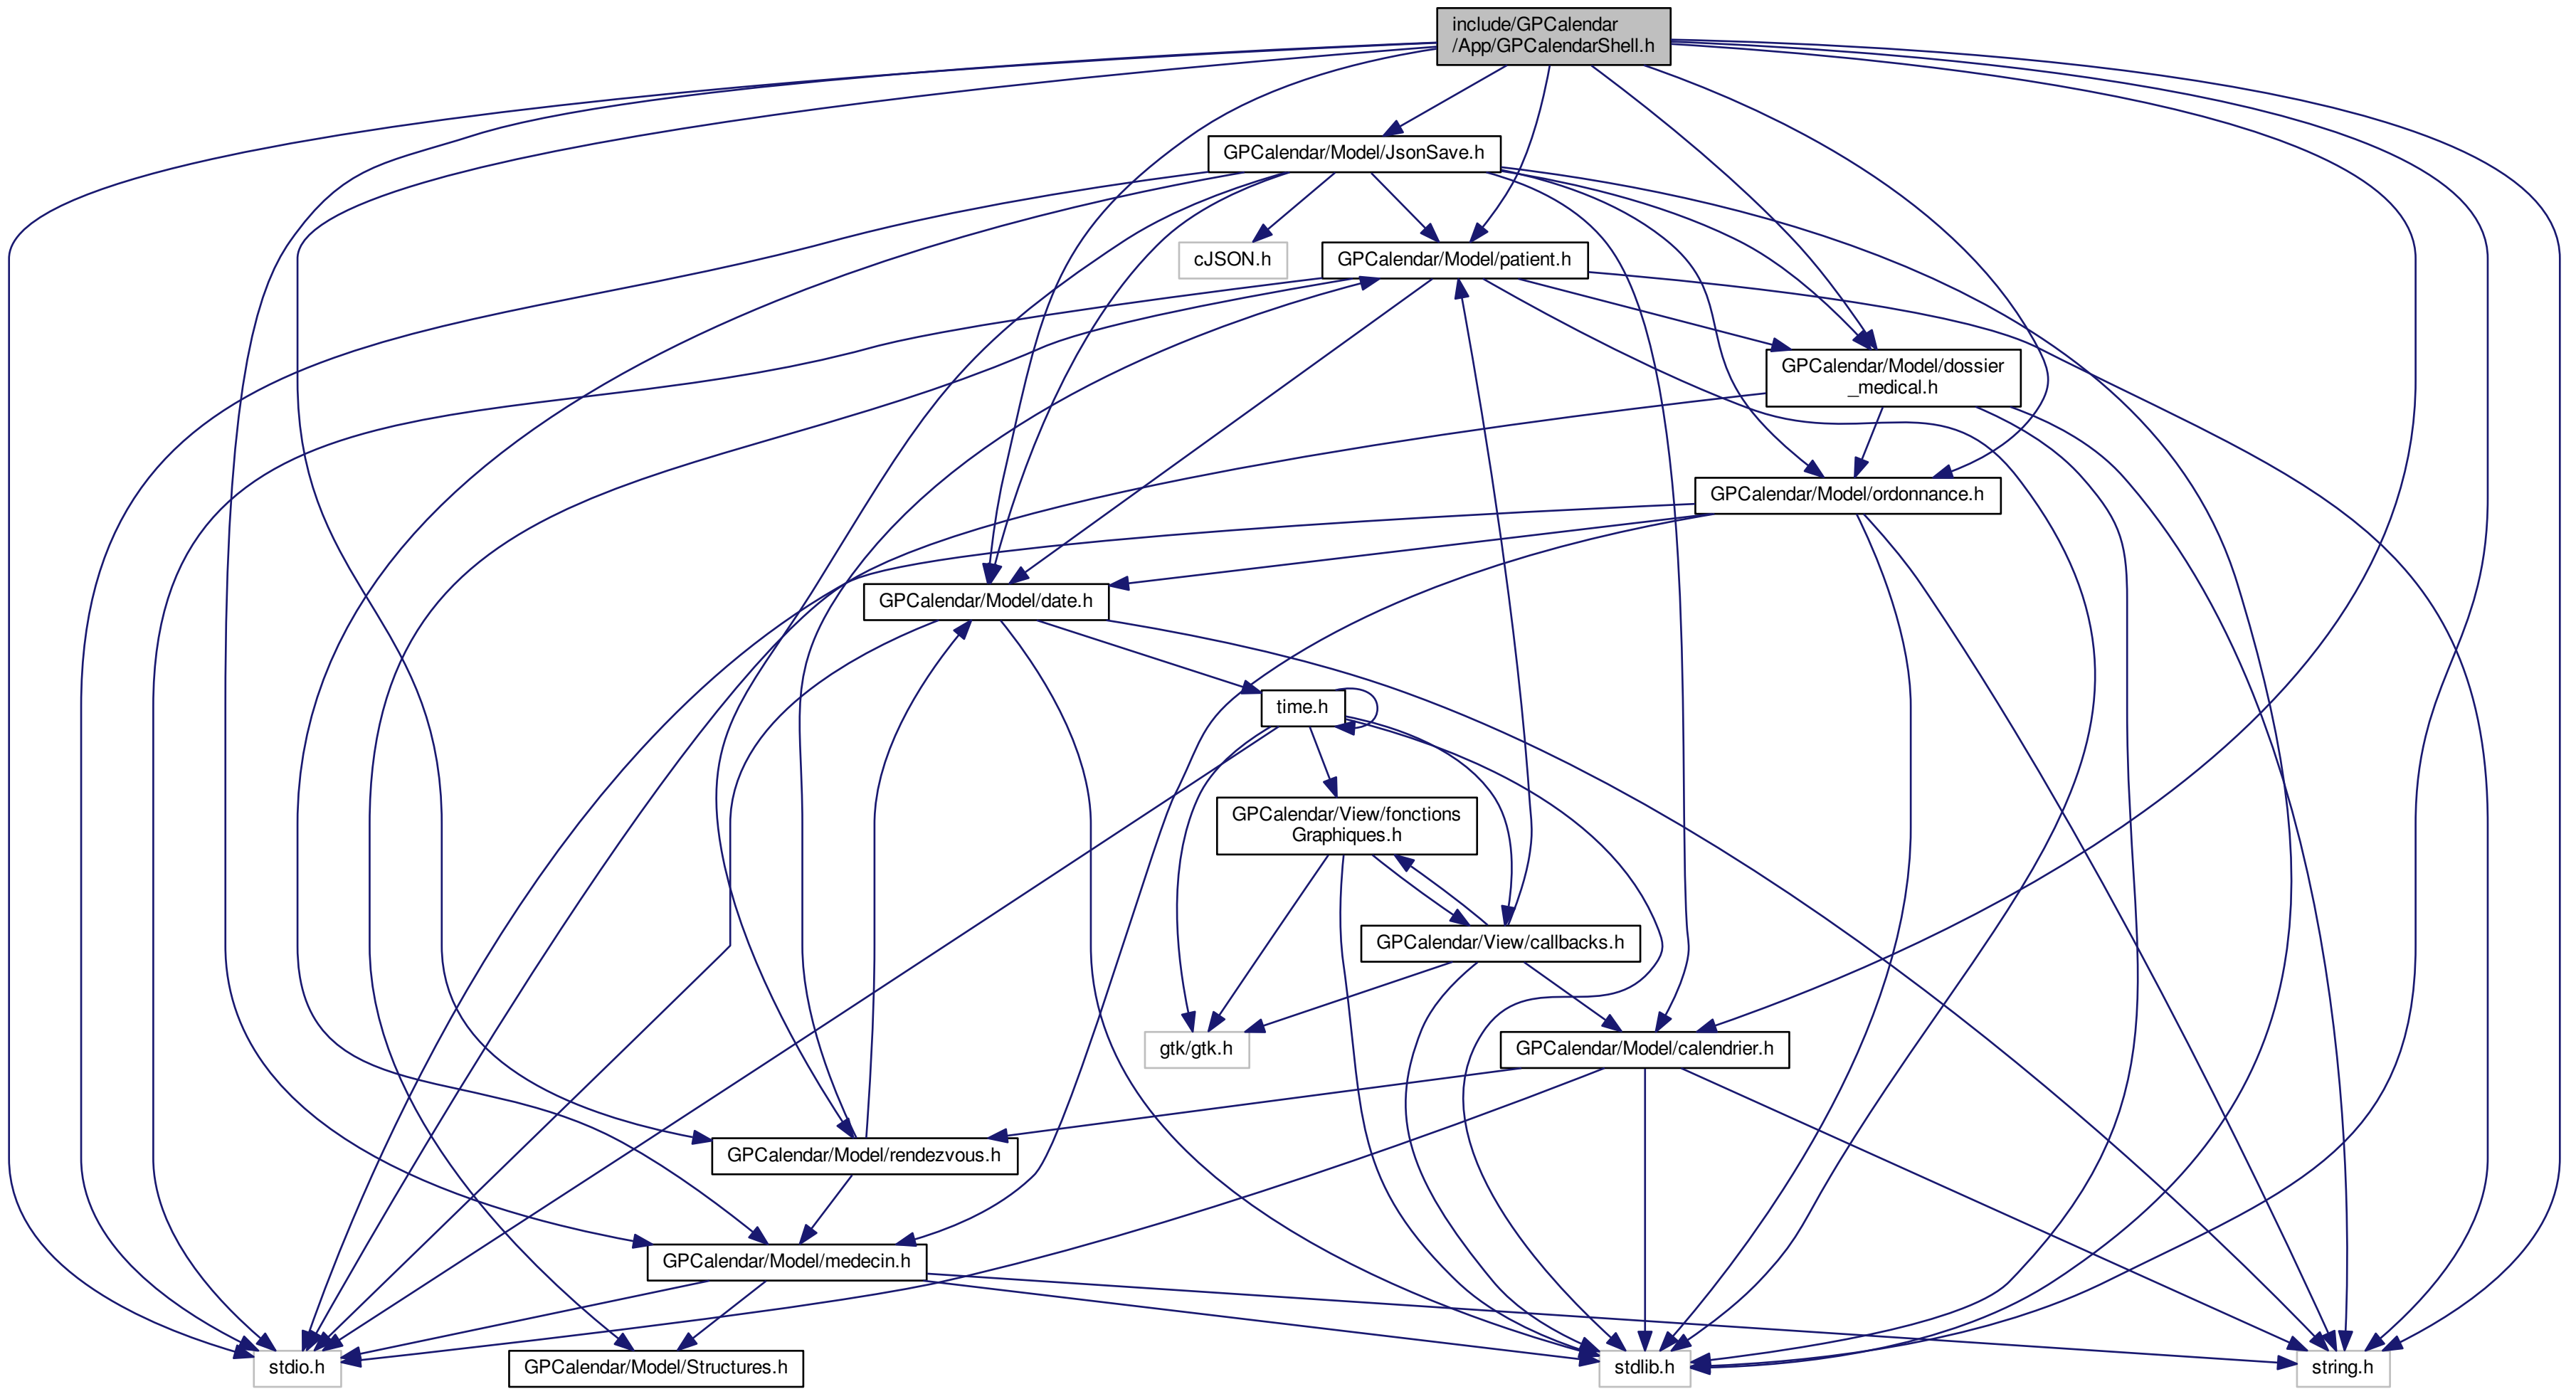 include/GPCalendar
/App/GPCalendarShell.h
GPCalendar/Model/JsonSave.h
cJSON.h
GPCalendar/Model/patient.h
GPCalendar/Model/dossier
_medical.h
GPCalendar/Model/ordonnance.h
GPCalendar/Model/date.h
time.h
GPCalendar/View/fonctions
Graphiques.h
GPCalendar/View/callbacks.h
gtk/gtk.h
GPCalendar/Model/calendrier.h
GPCalendar/Model/rendezvous.h
GPCalendar/Model/medecin.h
stdio.h
GPCalendar/Model/Structures.h
stdlib.h
string.h